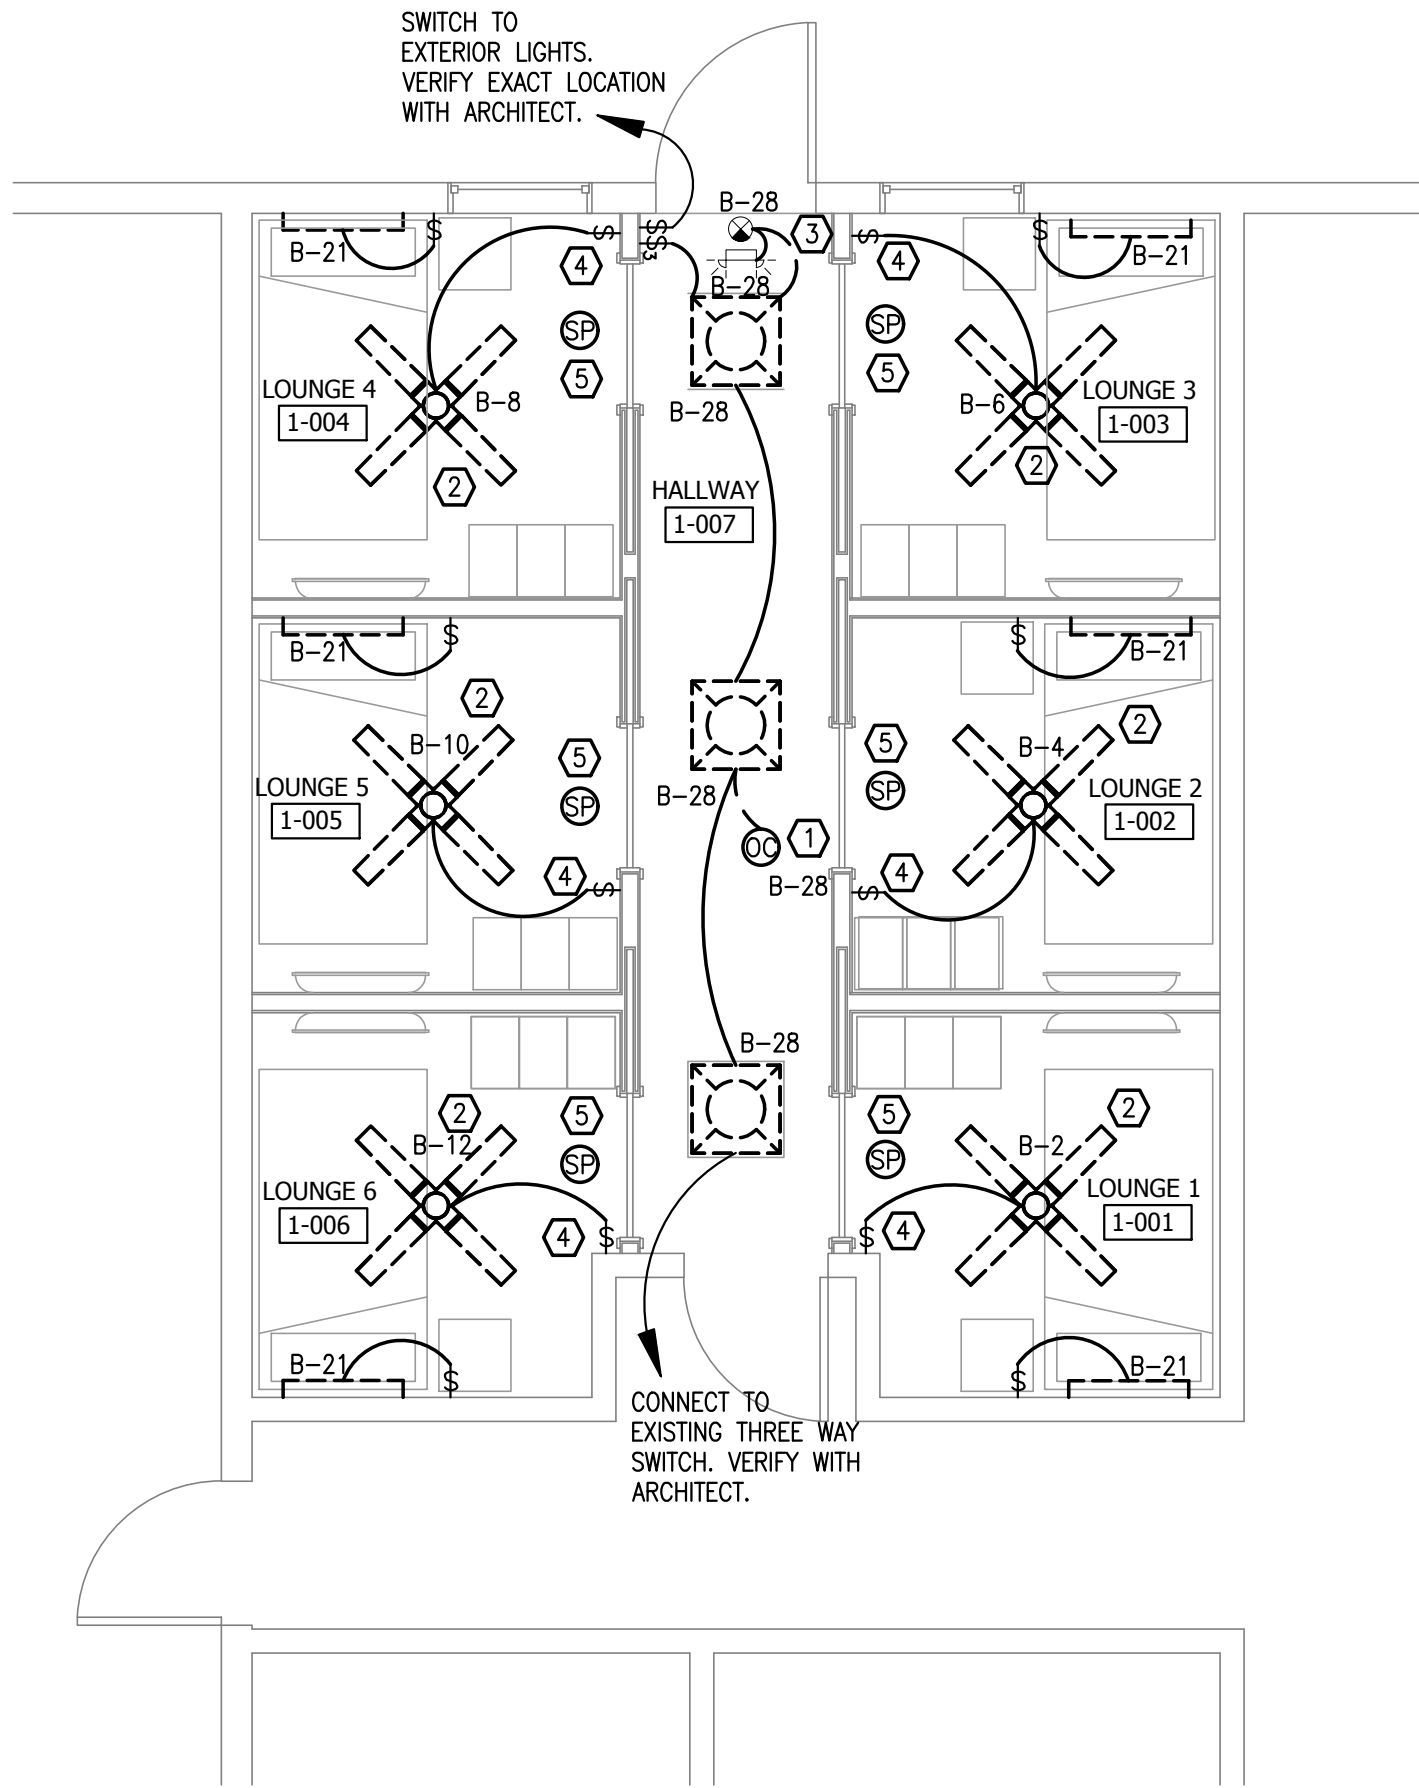 SWITCH TO
EXTERIOR LIGHTS.
VERIFY EXACT LOCATION
WITH ARCHITECT.
B-28
3
S
S
S
S3
S
S
B-21
4
B-28
4
B-21
SP
SP
5
5
LOUNGE 4
1-004
B-8
B-28
B-6
LOUNGE 3
1-003
2
2
HALLWAY
1-007
S
S
B-21
B-21
2
2
B-10
5
5
B-4
LOUNGE 5
1-005
SP
B-28
SP
LOUNGE 2
1-002
OC
1
4
S
B-28
S
4
B-28
2
5
5
2
B-12
SP
SP
B-2
LOUNGE 6
1-006
LOUNGE 1
1-001
4
S
S
4
B-21
S
S
B-21
CONNECT TO
EXISTING THREE WAY
SWITCH. VERIFY WITH
ARCHITECT.